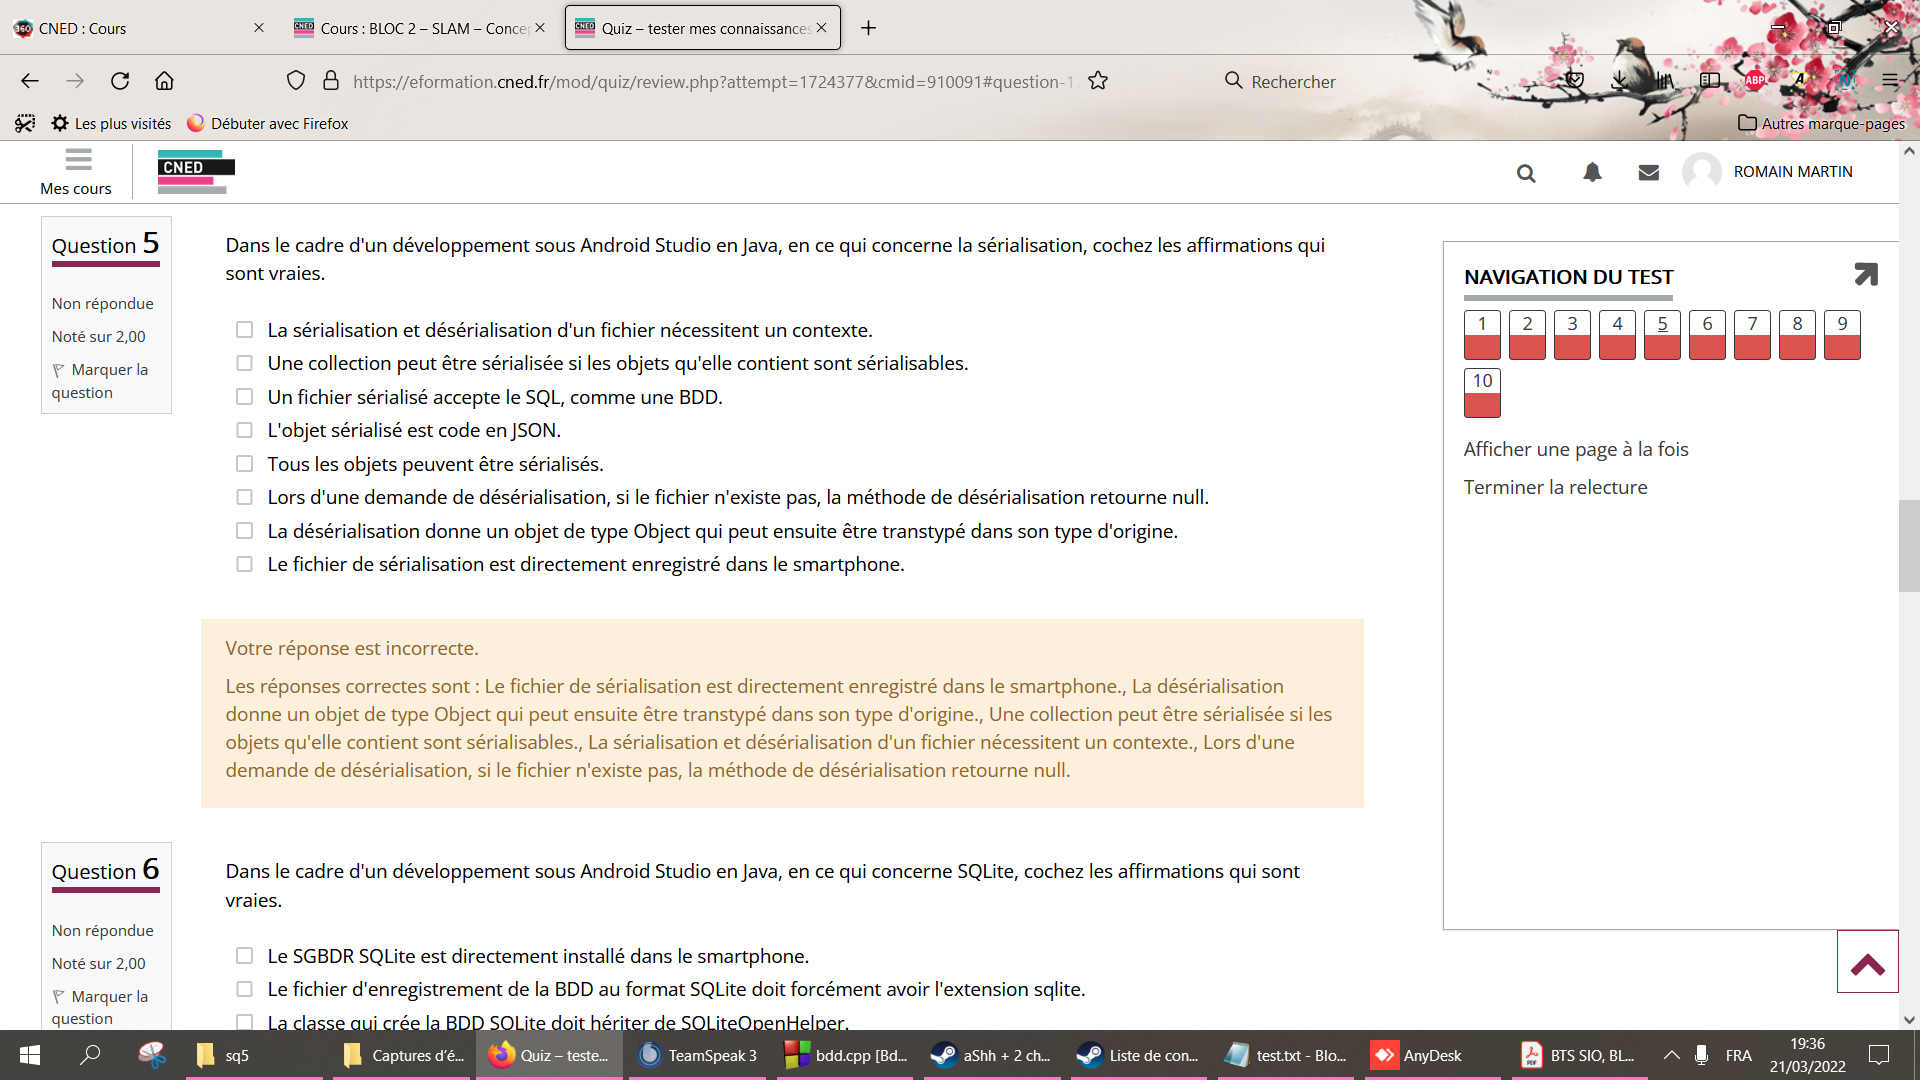 CNED : Cours
Cours : BLOC 2 – SLAM – Concep
Quiz – tester mes connaissances
https://eformation.cned.fr/mod/quiz/review.php?attempt=1724377&cmid=910091#question-1
Rechercher
ABP
Les plus visités
Débuter avec Firefox
Autres marque-pages
Mes cours
CNED
ROMAIN MARTIN
Question 5
Non répondue
Noté sur 2,00
Marquer la
question
Dans le cadre d'un développement sous Android Studio en Java, en ce qui concerne la sérialisation, cochez les affirmations qui
sont vraies.
La sérialisation et désérialisation d'un fichier nécessitent un contexte.
Une collection peut être sérialisée si les objets qu'elle contient sont sérialisables.
Un fichier sérialisé accepte le SQL, comme une BDD.
L'objet sérialisé est code en JSON.
Tous les objets peuvent être sérialisés.
Lors d'une demande de désérialisation, si le fichier n'existe pas, la méthode de désérialisation retourne null.
La désérialisation donne un objet de type Object qui peut ensuite être transtypé dans son type d'origine.
Le fichier de sérialisation est directement enregistré dans le smartphone.
Votre réponse est incorrecte.
Les réponses correctes sont : Le fichier de sérialisation est directement enregistré dans le smartphone., La désérialisation
donne un objet de type Object qui peut ensuite être transtypé dans son type d'origine., Une collection peut être sérialisée si les
objets qu'elle contient sont sérialisables., La sérialisation et désérialisation d'un fichier nécessitent un contexte., Lors d'une
demande de désérialisation, si le fichier n'existe pas, la méthode de désérialisation retourne null.
NAVIGATION DU TEST
1 2 3 4 5 6 7 8 9
10
Afficher une page à la fois
Terminer la relecture
Question 6
Non répondue
Noté sur 2,00
Marquer la
question
Dans le cadre d'un développement sous Android Studio en Java, en ce qui concerne SQLite, cochez les affirmations qui sont
vraies.
Le SGBDR SQLite est directement installé dans le smartphone.
Le fichier d'enregistrement de la BDD au format SQLite doit forcément avoir l'extension sqlite.
La classe qui crée la BDD SQLite doit hériter de SQLiteOpenHelper.
sq5
Captures d'é...
Quiz – teste...
TeamSpeak 3
bdd.cpp [Bd...
aShh + 2 ch...
Liste de con...
test.txt - Blo...
AnyDesk
BTS SIO, BL...
FRA
19:36
21/03/2022